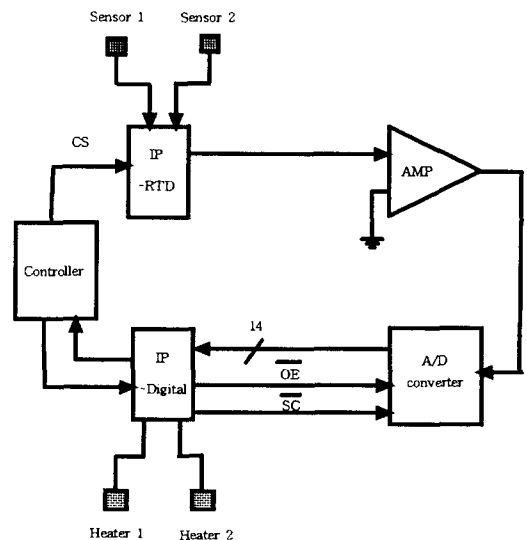 Sensor 1
Sensor 2
CS
IP
~RTD
AMP
Controller
14
IP
~Digital
OE
SC
A/D
converter
Heater 1
Heater 2